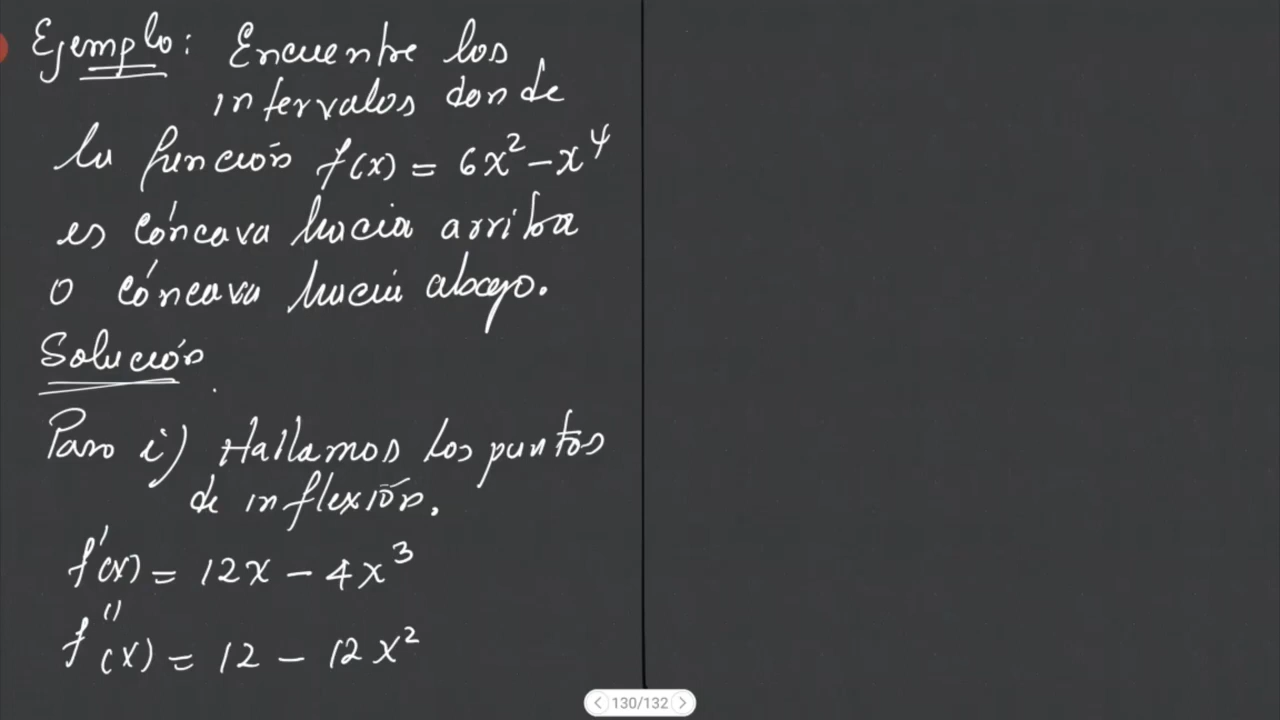 Ejemplo: Encuentre los
intervalos donde
la función f(x) = 6x² - x⁴
es cóncava hacia arriba
o cóncava hacia abajo.
Solución
Paso i) Hallamos los puntos
de inflexión.
f'(x) = 12x - 4x³
f''(x) = 12 - 12x²
< 130/132 >